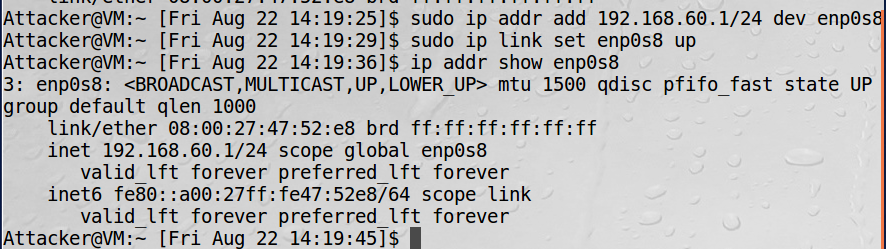 Attacker@VM:~ [Fri Aug 22 14:19:25]$ sudo ip addr add 192.168.60.1/24 dev enp0s8
Attacker@VM:~ [Fri Aug 22 14:19:29]$ sudo ip link set enp0s8 up
Attacker@VM:~ [Fri Aug 22 14:19:36]$ ip addr show enp0s8
3: enp0s8: <BROADCAST,MULTICAST,UP,LOWER_UP> mtu 1500 qdisc pfifo_fast state UP
group default qlen 1000
    link/ether 08:00:27:47:52:e8 brd ff:ff:ff:ff:ff:ff
    inet 192.168.60.1/24 scope global enp0s8
       valid_lft forever preferred_lft forever
    inet6 fe80::a00:27ff:fe47:52e8/64 scope link
       valid_lft forever preferred_lft forever
Attacker@VM:~ [Fri Aug 22 14:19:45]$